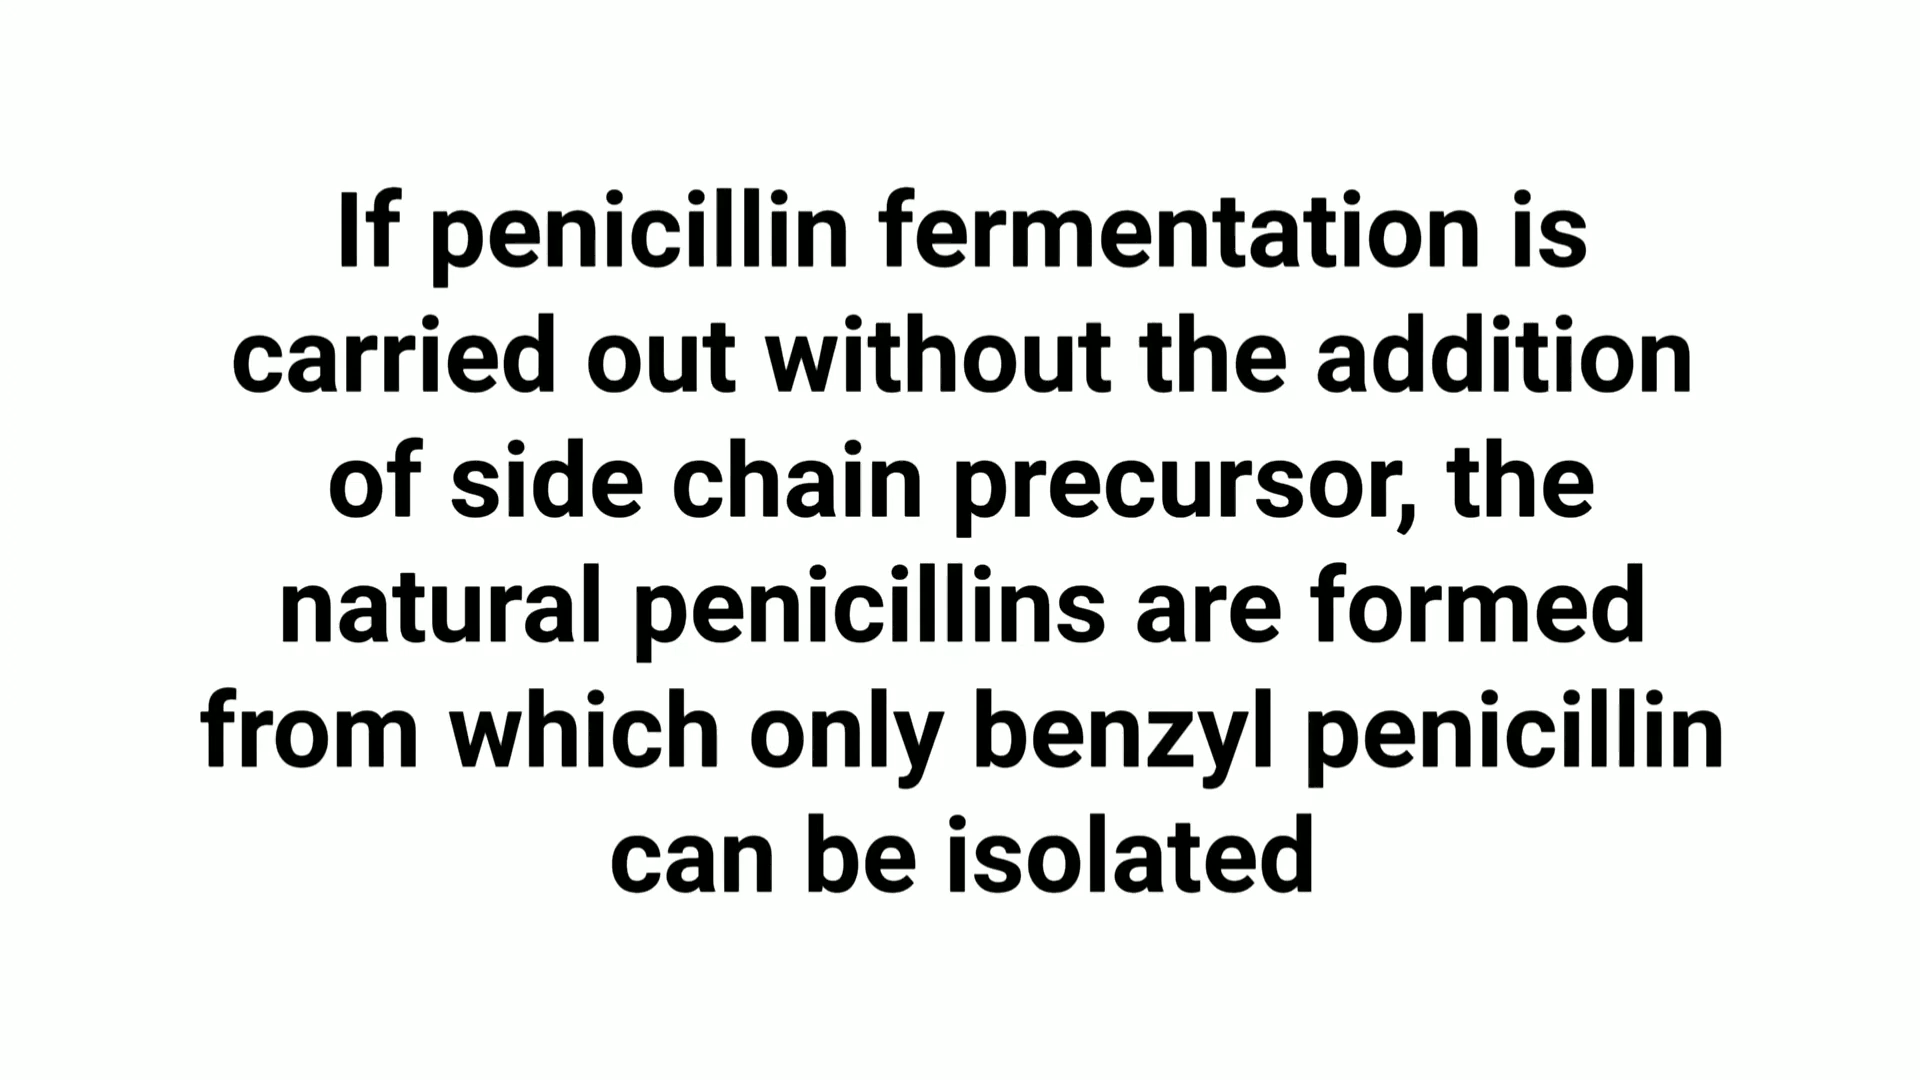 If penicillin fermentation is
carried out without the addition
of side chain precursor, the
natural penicillins are formed
from which only benzyl penicillin
can be isolated